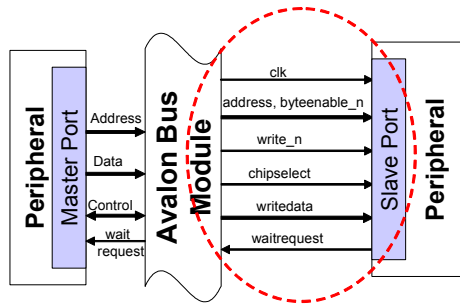 Peripheral
Master Port
Address
Data
Control
wait
request
Avalon Bus
Module
clk
address, byteenable_n
write_n
chipselect
writedata
waitrequest
Slave Port
Peripheral